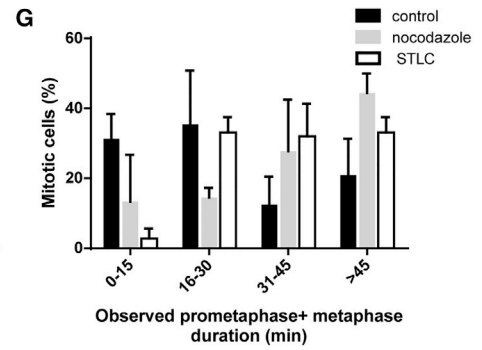 G
control
nocodazole
STLC
Mitotic cells (%)
60
40
20
0
0-15
16-30
31-45
>45
Observed prometaphase+ metaphase
duration (min)